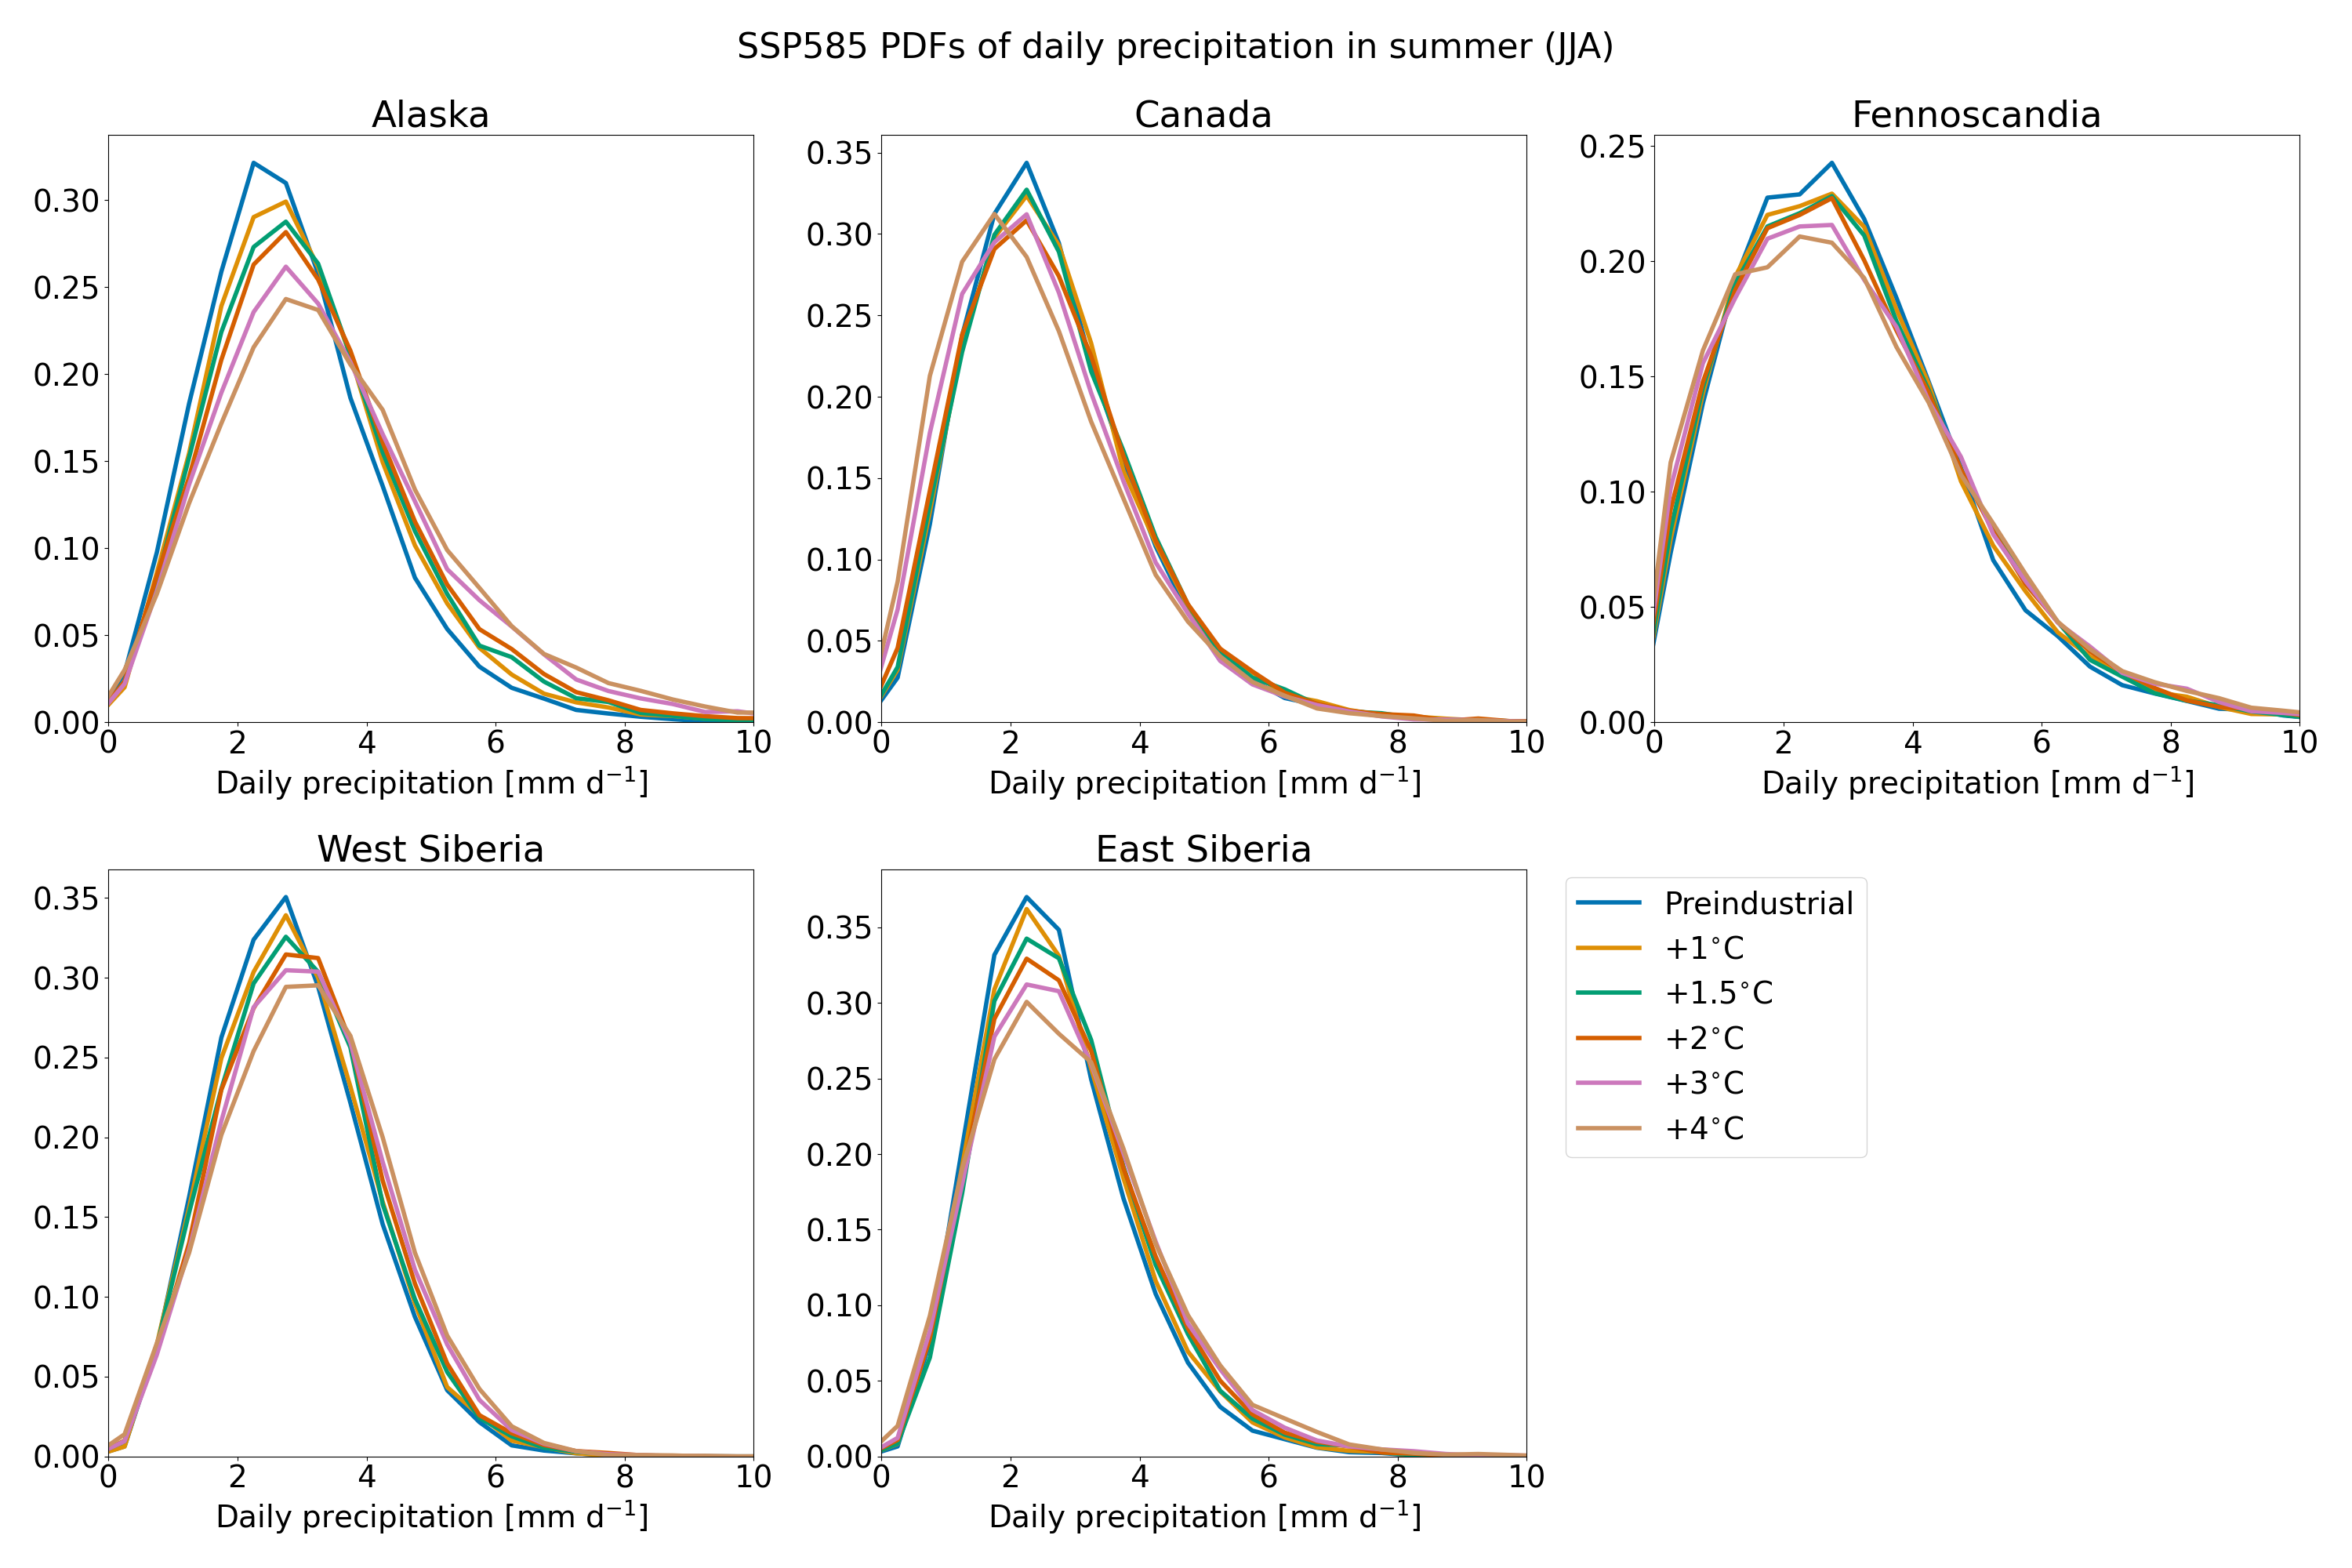 SSP585 PDFs of daily precipitation in summer (JJA)
Alaska
0.30
0.25
0.20
0.15
0.10
0.05
0.00
0 2 4 6 8 10
Daily precipitation [mm d⁻¹]
Canada
0.35
0.30
0.25
0.20
0.15
0.10
0.05
0.00
0 2 4 6 8 10
Daily precipitation [mm d⁻¹]
Fennoscandia
0.25
0.20
0.15
0.10
0.05
0.00
0 2 4 6 8 10
Daily precipitation [mm d⁻¹]
West Siberia
0.35
0.30
0.25
0.20
0.15
0.10
0.05
0.00
0 2 4 6 8 10
Daily precipitation [mm d⁻¹]
East Siberia
0.35
0.30
0.25
0.20
0.15
0.10
0.05
0.00
0 2 4 6 8 10
Daily precipitation [mm d⁻¹]
Preindustrial
+1°C
+1.5°C
+2°C
+3°C
+4°C